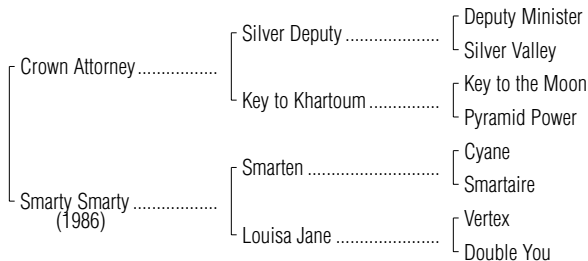 Deputy Minister
Silver Deputy ....................
Silver Valley
Crown Attorney .................
Key to the Moon
Key to Khartoum ...............
Pyramid Power
Cyane
Smarten ............................
Smartaire
Smarty Smarty ..................
(1986)
Vertex
Louisa Jane ......................
Double You